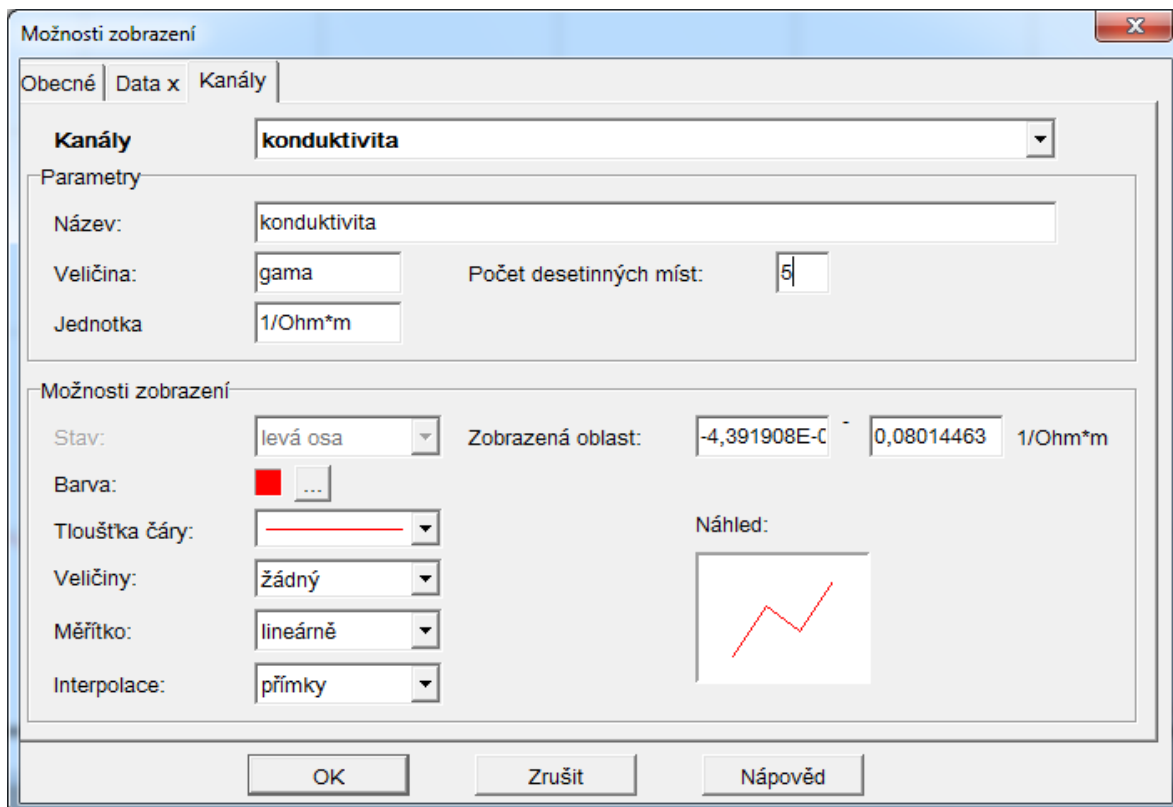 Možnosti zobrazení
Obecné Data x Kanály
Kanály konduktivita
Parametry
Název: konduktivita
Veličina: gama Počet desetinných míst: 5
Jednotka 1/Ohm*m
Možnosti zobrazení
Stav: levá osa Zobrazená oblast: -4,391908E-0 - 0,08014463 1/Ohm*m
Barva: ...
Tloušťka čáry: Náhled:
Veličiny: žádný
Měřítko: lineárně
Interpolace: přímky
OK Zrušit Nápověd